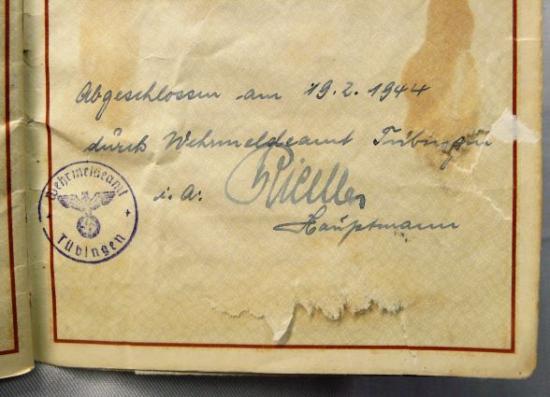 Abgeschlossen am 19.2.1944
durch Wehrmeldeamt Tübingen
i.A.
Hauptmann
Wehrmeldeamt
Tübingen